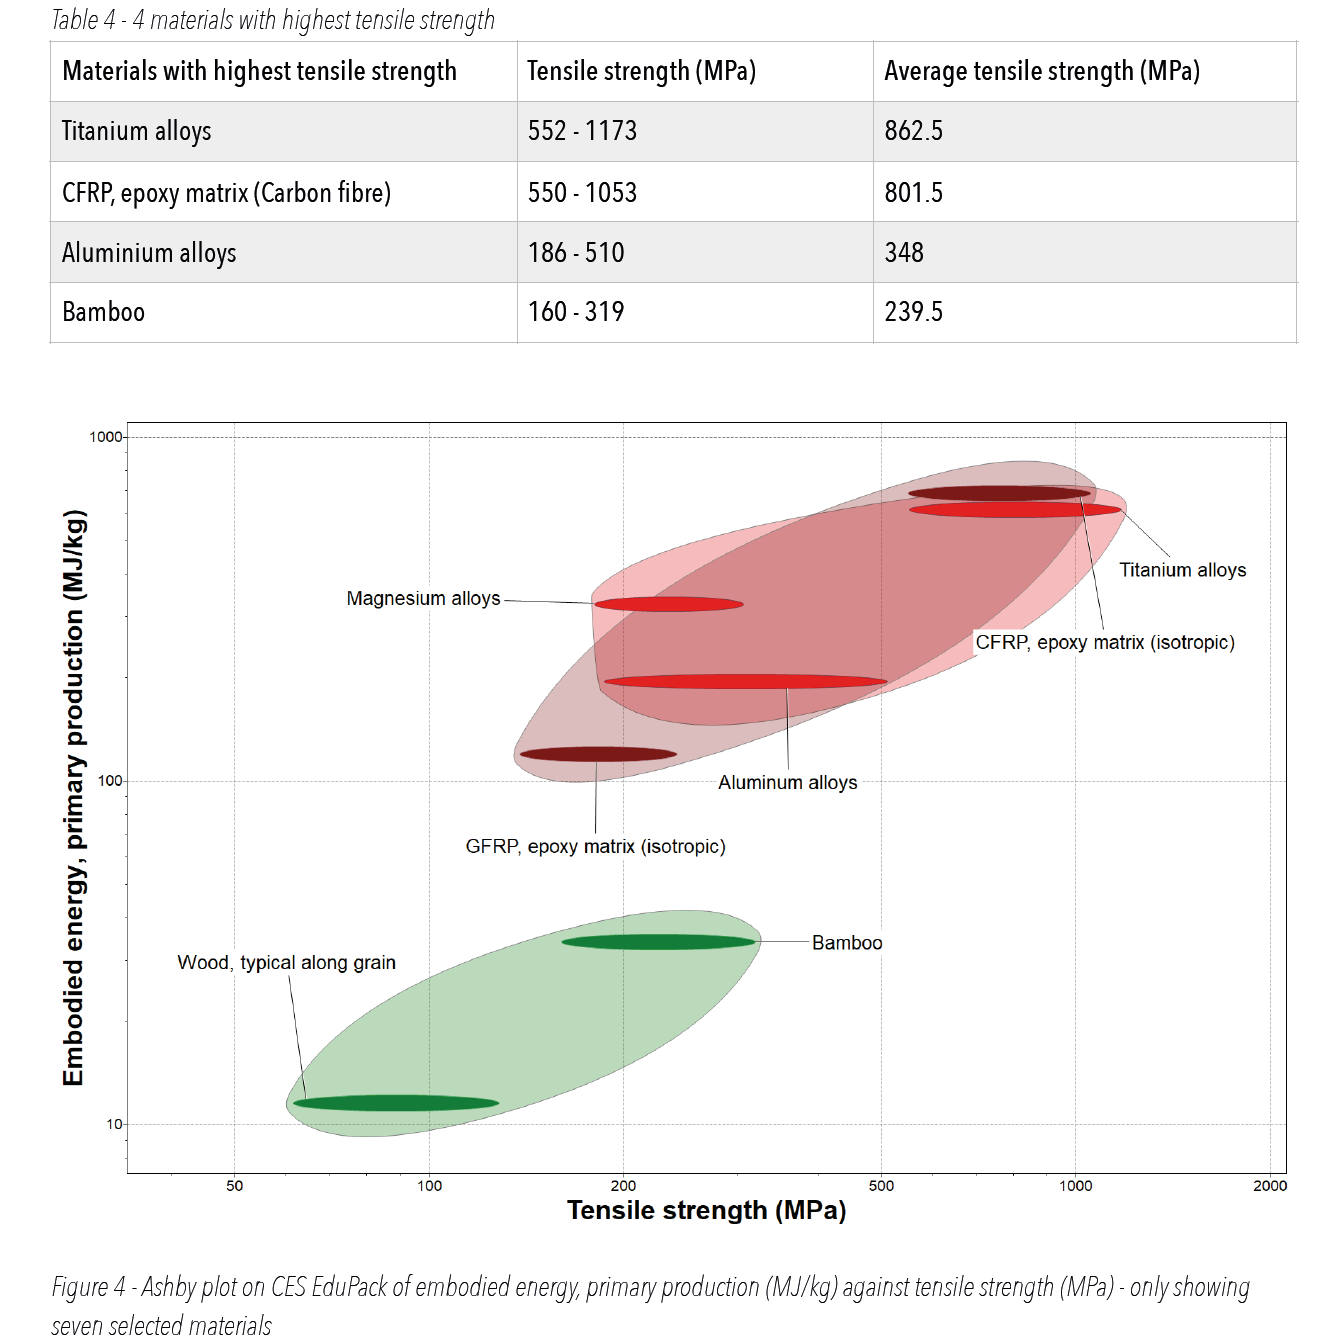 Table 4 - 4 materials with highest tensile strength
Materials with highest tensile strength Tensile strength (MPa) Average tensile strength (MPa)
Titanium alloys 552 - 1173 862.5
CFRP, epoxy matrix (Carbon fibre) 550 - 1053 801.5
Aluminium alloys 186 - 510 348
Bamboo 160 - 319 239.5
Embodied energy, primary production (MJ/kg)
1000
Titanium alloys
Magnesium alloys
CFRP, epoxy matrix (isotropic)
100
Aluminum alloys
GFRP, epoxy matrix (isotropic)
Bamboo
Wood, typical along grain
10
50 100 200 500 1000 2000
Tensile strength (MPa)
Figure 4 - Ashby plot on CES EduPack of embodied energy, primary production (MJ/kg) against tensile strength (MPa) - only showing
seven selected materials